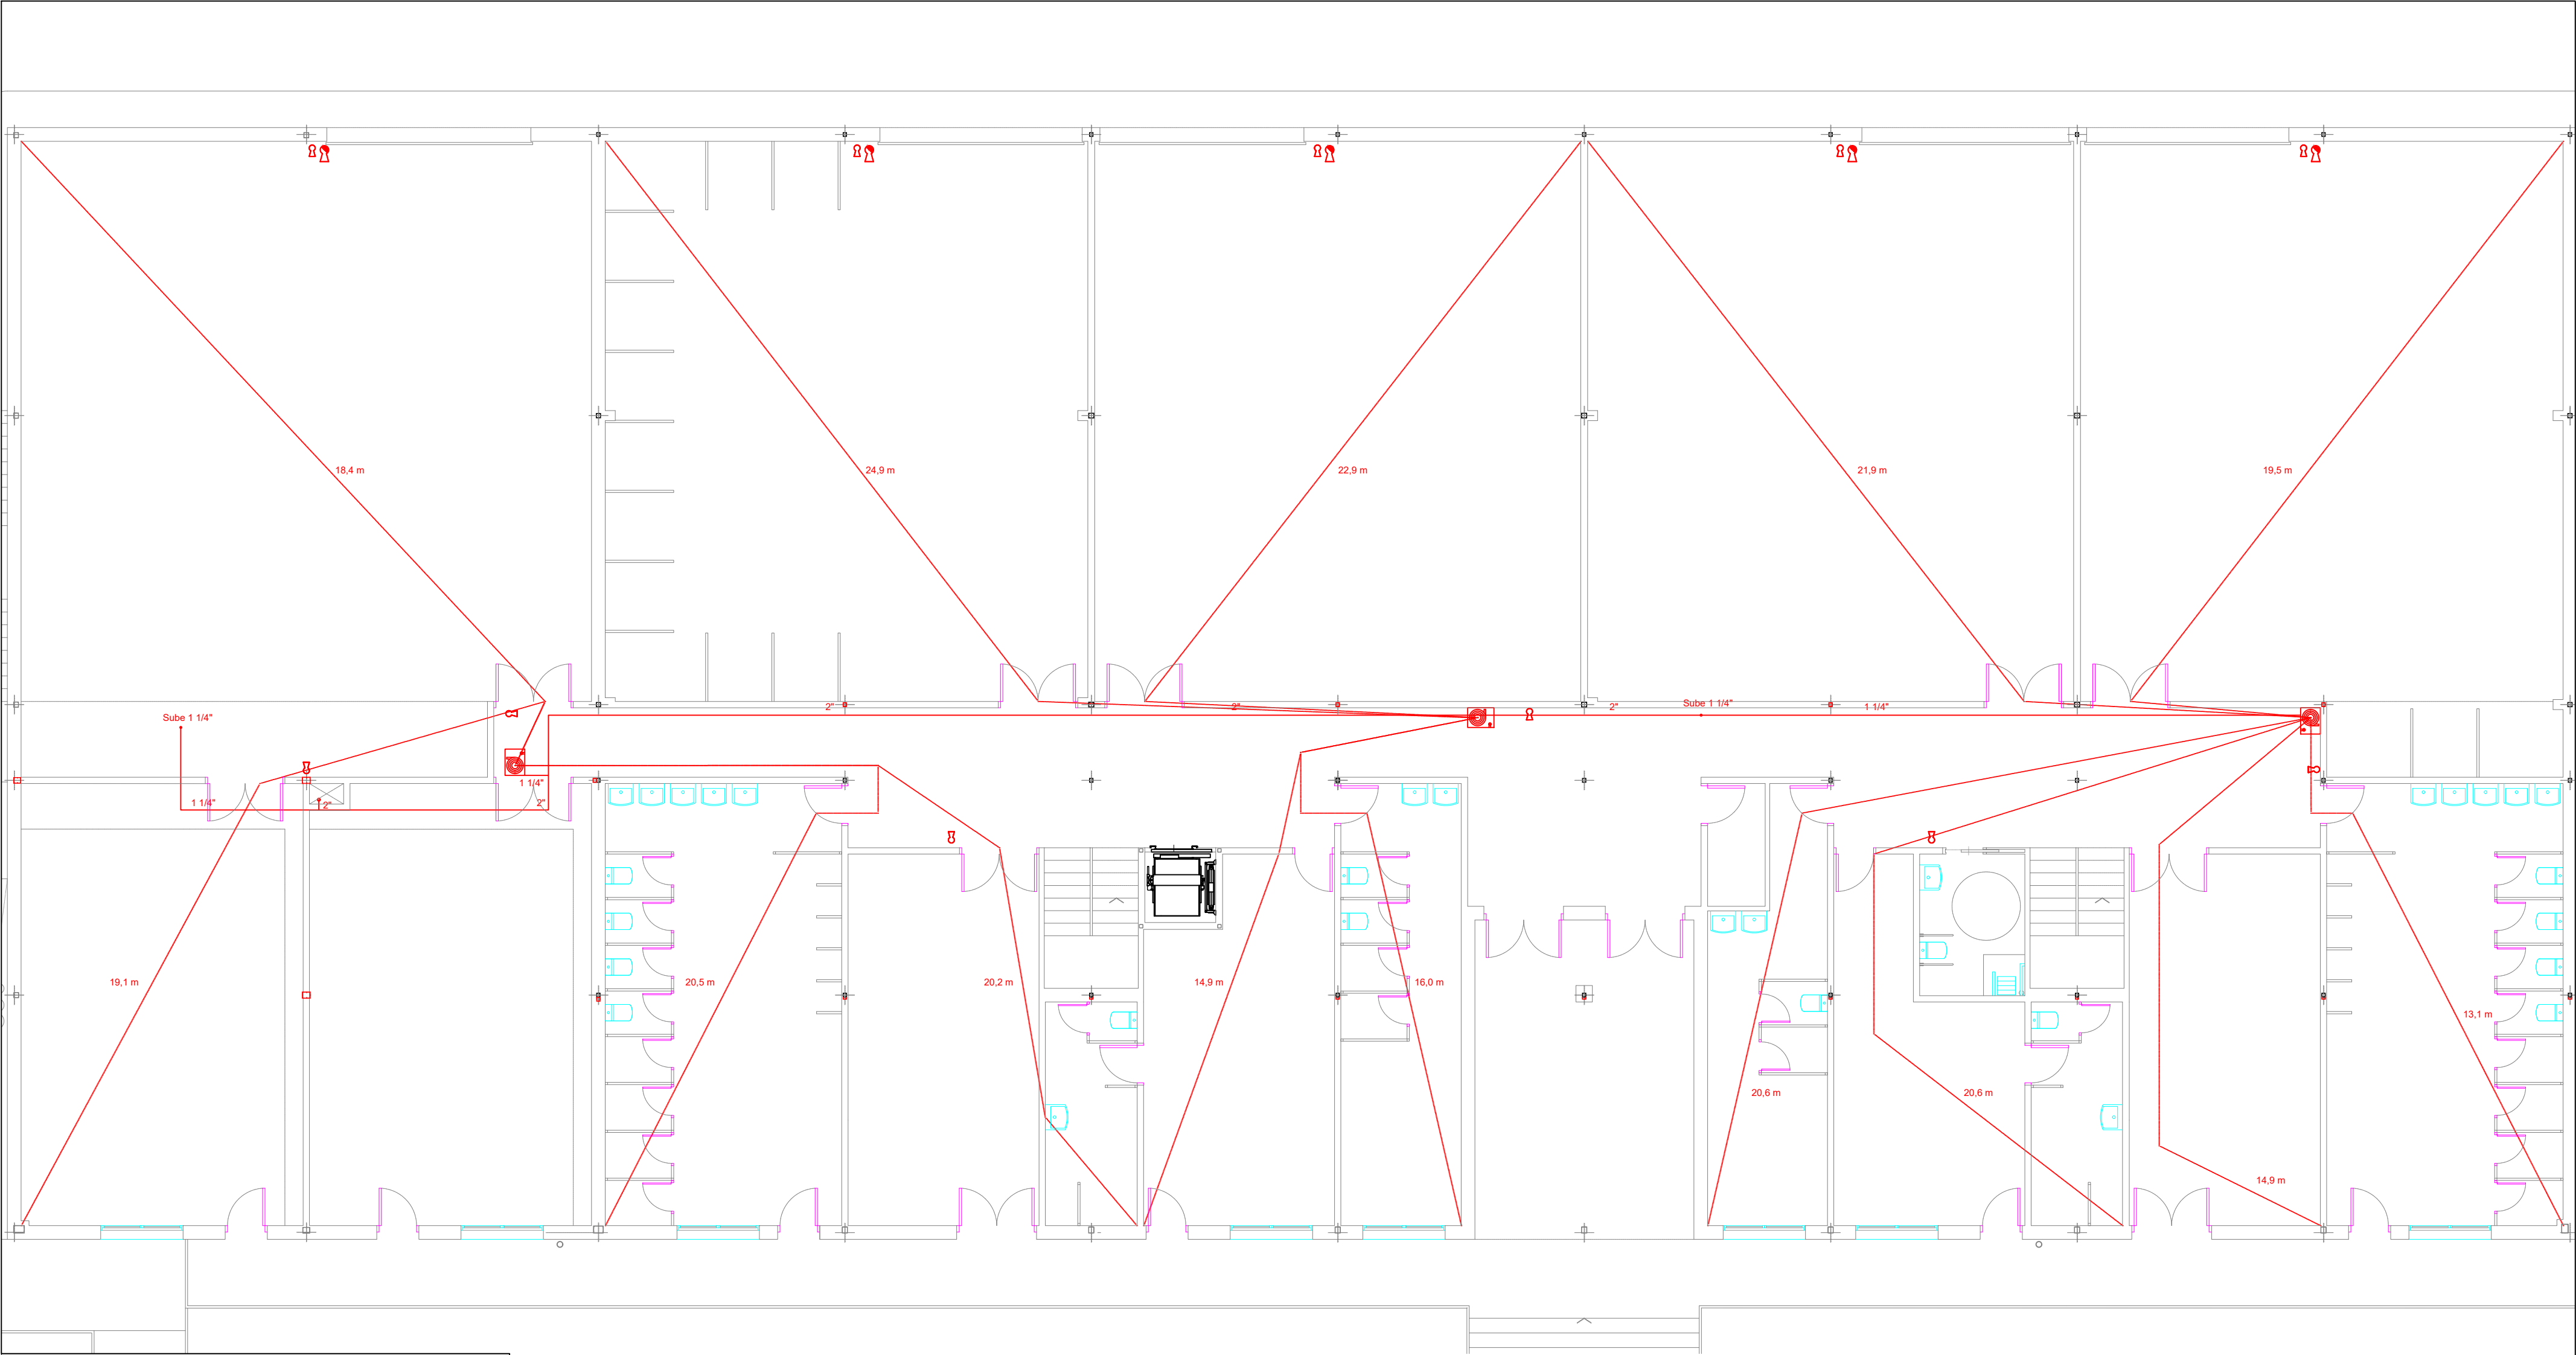 18,4 m
24,9 m
22,9 m
21,9 m
19,5 m
Sube 1 1/4"
2"
2"
2"
Sube 1 1/4"
1 1/4"
1 1/4"
2"
1 1/4"
2"
19,1 m
20,5 m
20,2 m
14,9 m
16,0 m
20,6 m
20,6 m
14,9 m
13,1 m